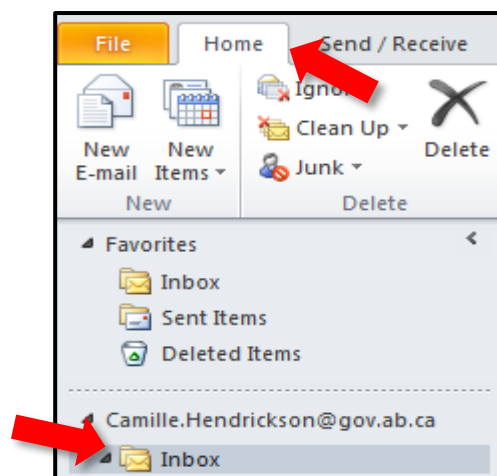 File Home Send / Receive
Clean Up
New E-mail
New Items
Junk
Delete
New
Delete
Favorites
Inbox
Sent Items
Deleted Items
Camille.Hendrickson@gov.ab.ca
Inbox